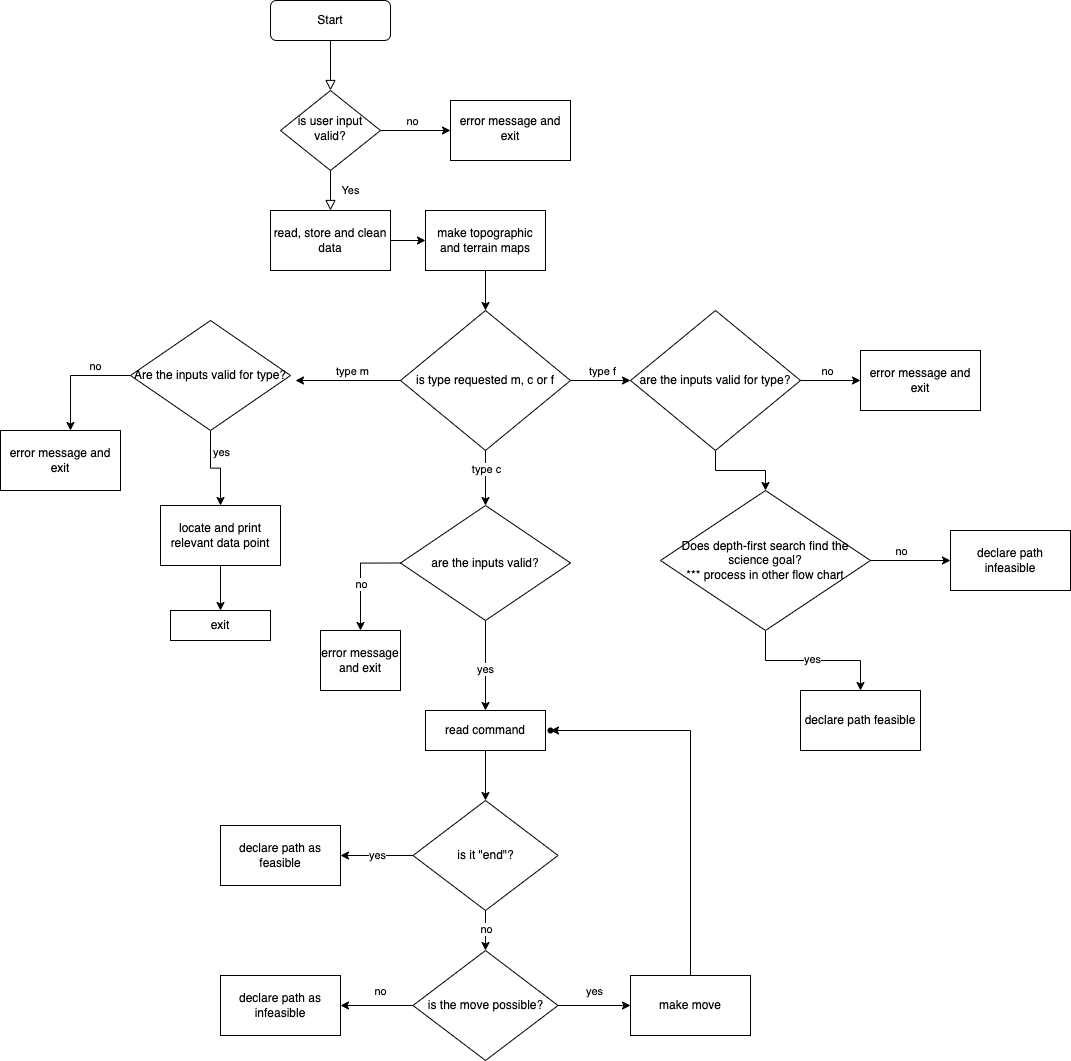 Start
is user input
valid?
no
error message and
exit
Yes
read, store and clean
data
make topographic
and terrain maps
no
Are the inputs valid for type?
type m
is type requested m, c or f
type f
are the inputs valid for type?
no
error message and
exit
error message and
exit
yes
type c
locate and print
relevant data point
are the inputs valid?
Does depth-first search find the
science goal?
*** process in other flow chart
no
declare path
infeasible
no
exit
error message
and exit
yes
yes
declare path feasible
read command
declare path as
feasible
yes
is it "end"?
no
declare path as
infeasible
no
is the move possible?
yes
make move